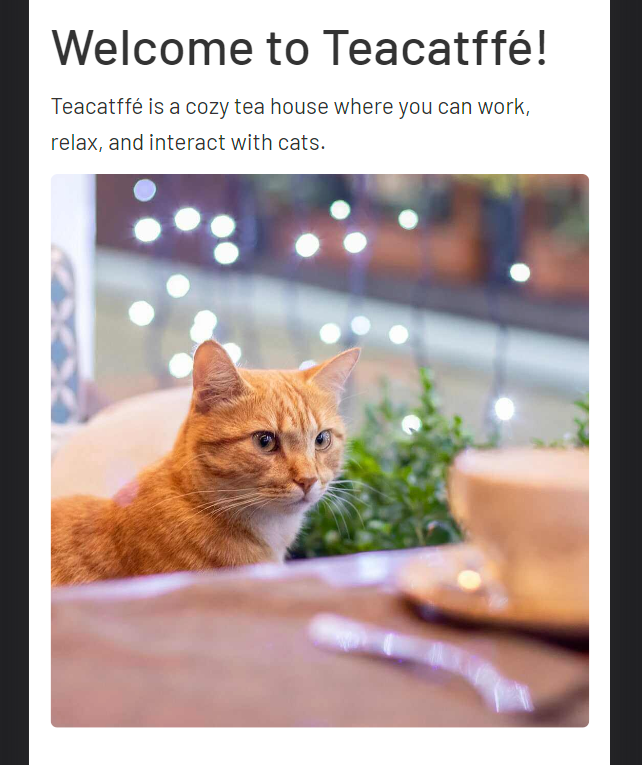 Welcome to Teacatffé!
Teacatffé is a cozy tea house where you can work,
relax, and interact with cats.